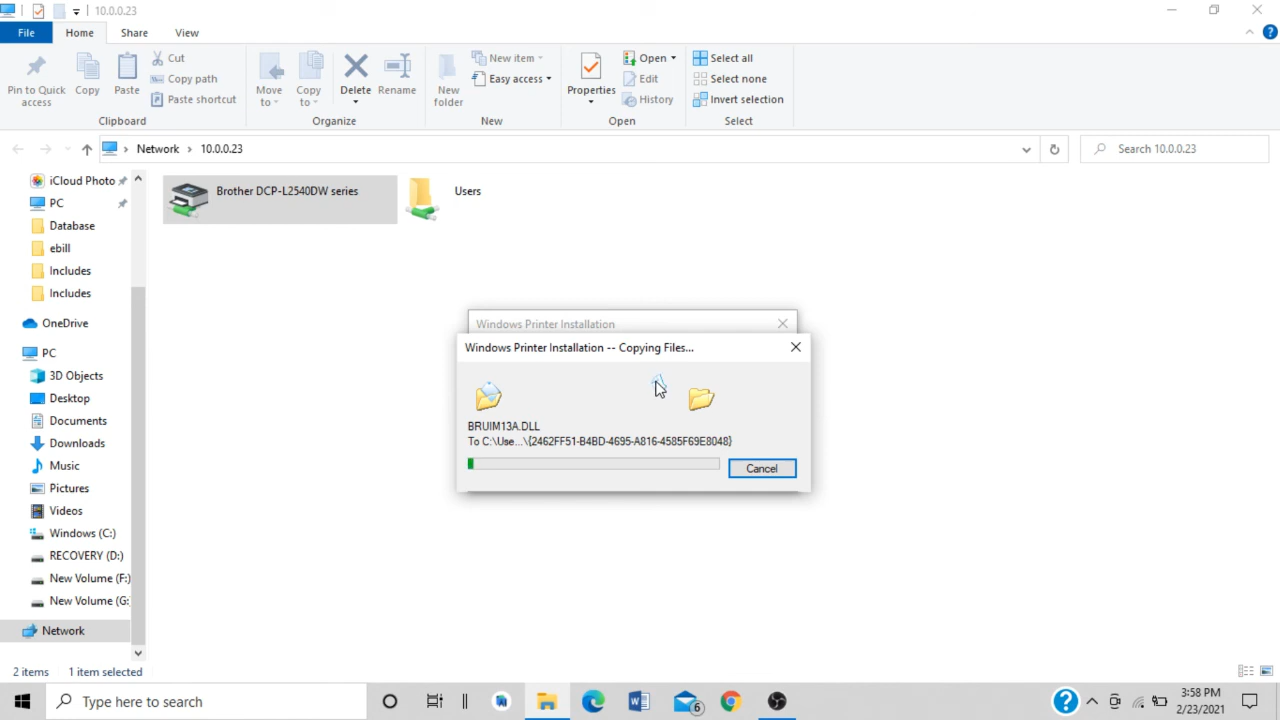 10.0.0.23
File
Home
Share
View
Pin to Quick
access
Copy
Paste
Cut
Copy path
Paste shortcut
Clipboard
Move
to
Copy
to
Delete
Rename
Organize
New
folder
New item
Easy access
New
Properties
Open
Edit
History
Open
Select all
Select none
Invert selection
Select
Network
10.0.0.23
Search 10.0.0.23
iCloud Photo
PC
Database
ebill
Includes
Includes
OneDrive
PC
3D Objects
Desktop
Documents
Downloads
Music
Pictures
Videos
Windows (C:)
RECOVERY (D:)
New Volume (F:)
New Volume (G:
Network
Brother DCP-L2540DW series
Users
Windows Printer Installation
Windows Printer Installation -- Copying Files...
BRUIM13A.DLL
To C:\Use...\{2462FF51-B4BD-4695-A816-4585F69E8048}
Cancel
2 items
1 item selected
Type here to search
6
3:58 PM
2/23/2021